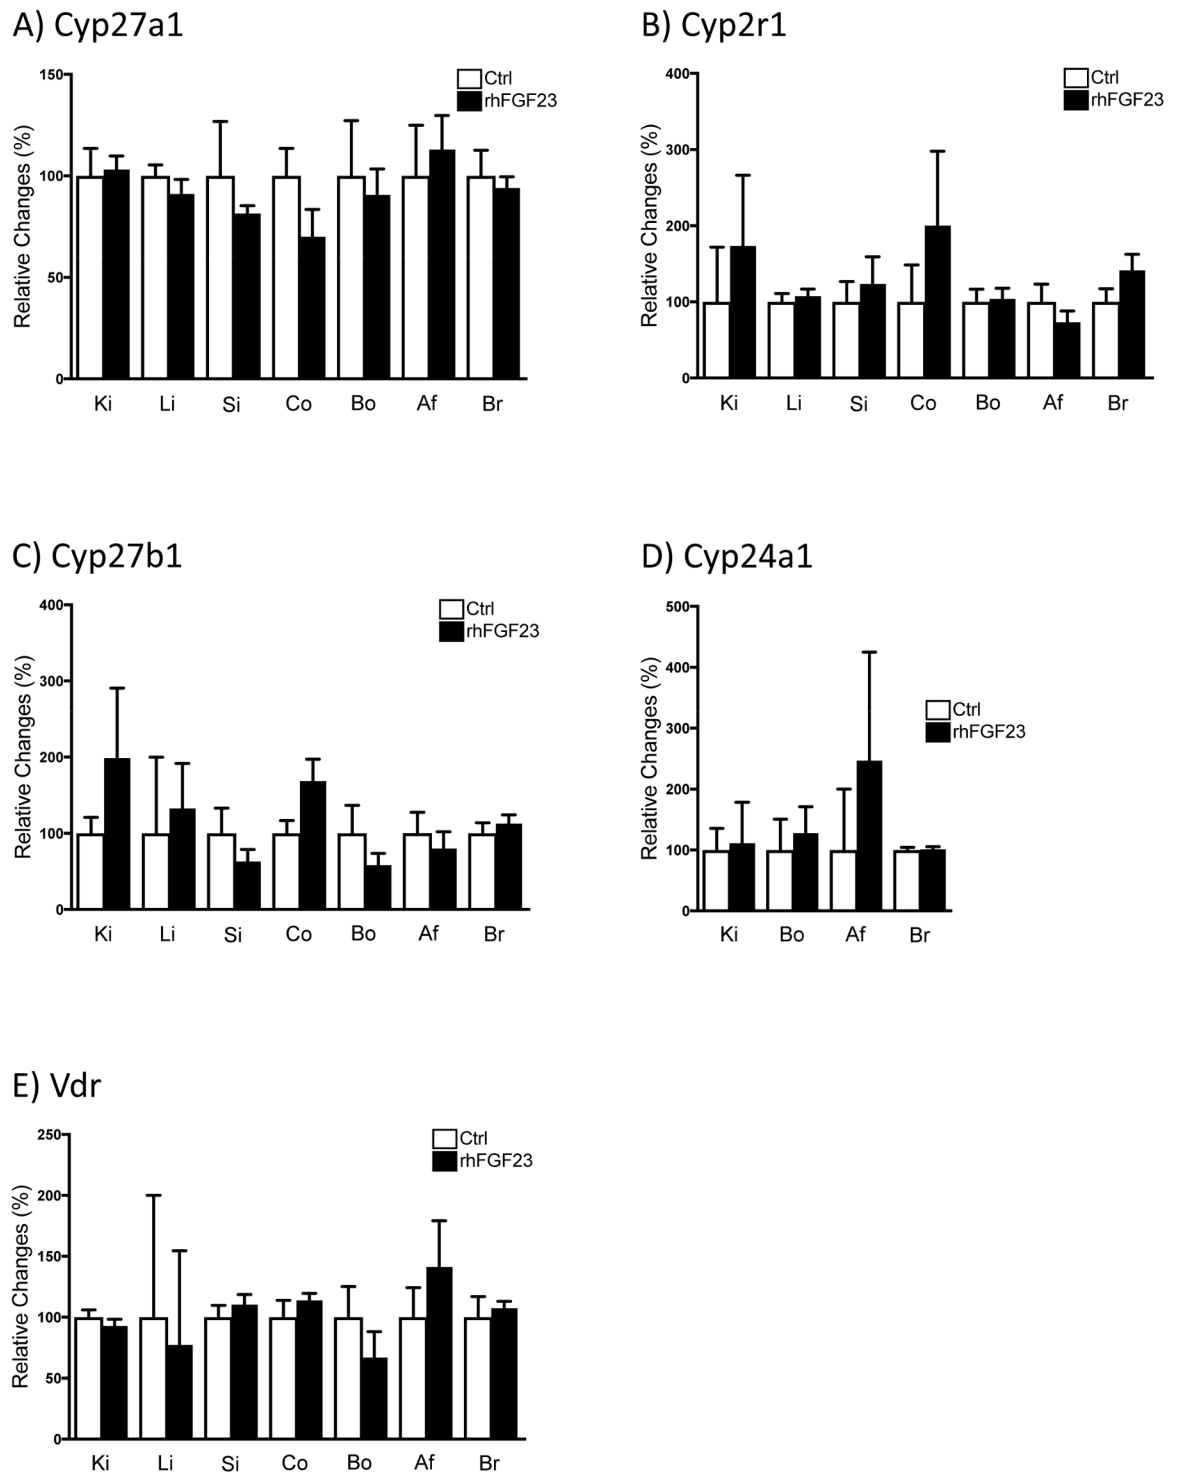 A) Cyp27a1
Relative Changes (%)
150
100
50
0
Ctrl
rhFGF23
Ki Li Si Co Bo Af Br
B) Cyp2r1
Relative Changes (%)
400
300
200
100
0
Ctrl
rhFGF23
Ki Li Si Co Bo Af Br
C) Cyp27b1
Relative Changes (%)
400
300
200
100
0
Ctrl
rhFGF23
Ki Li Si Co Bo Af Br
D) Cyp24a1
Relative Changes (%)
500
400
300
200
100
0
Ctrl
rhFGF23
Ki Bo Af Br
E) Vdr
Relative Changes (%)
250
200
150
100
50
0
Ctrl
rhFGF23
Ki Li Si Co Bo Af Br